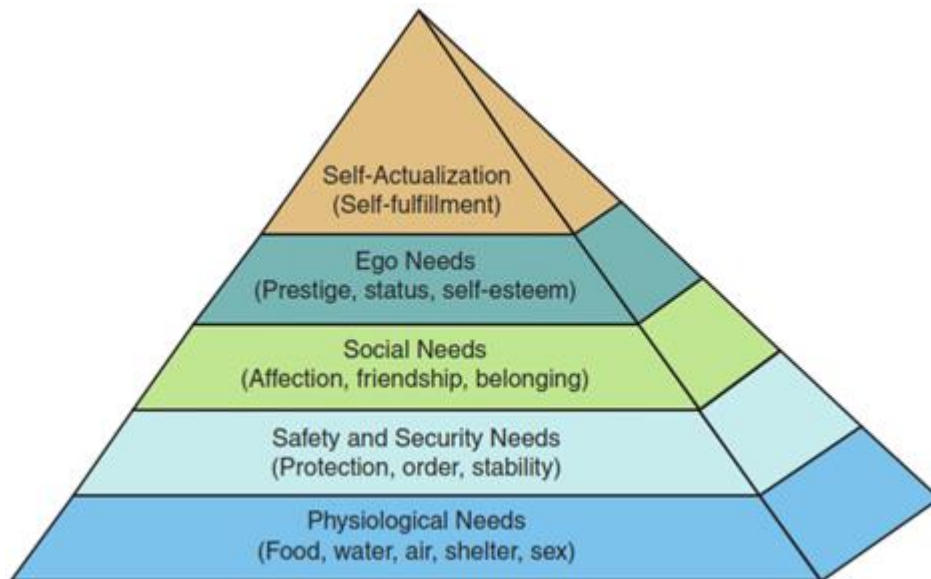 Self-Actualization
(Self-fulfillment)
Ego Needs
(Prestige, status, self-esteem)
Social Needs
(Affection, friendship, belonging)
Safety and Security Needs
(Protection, order, stability)
Physiological Needs
(Food, water, air, shelter, sex)